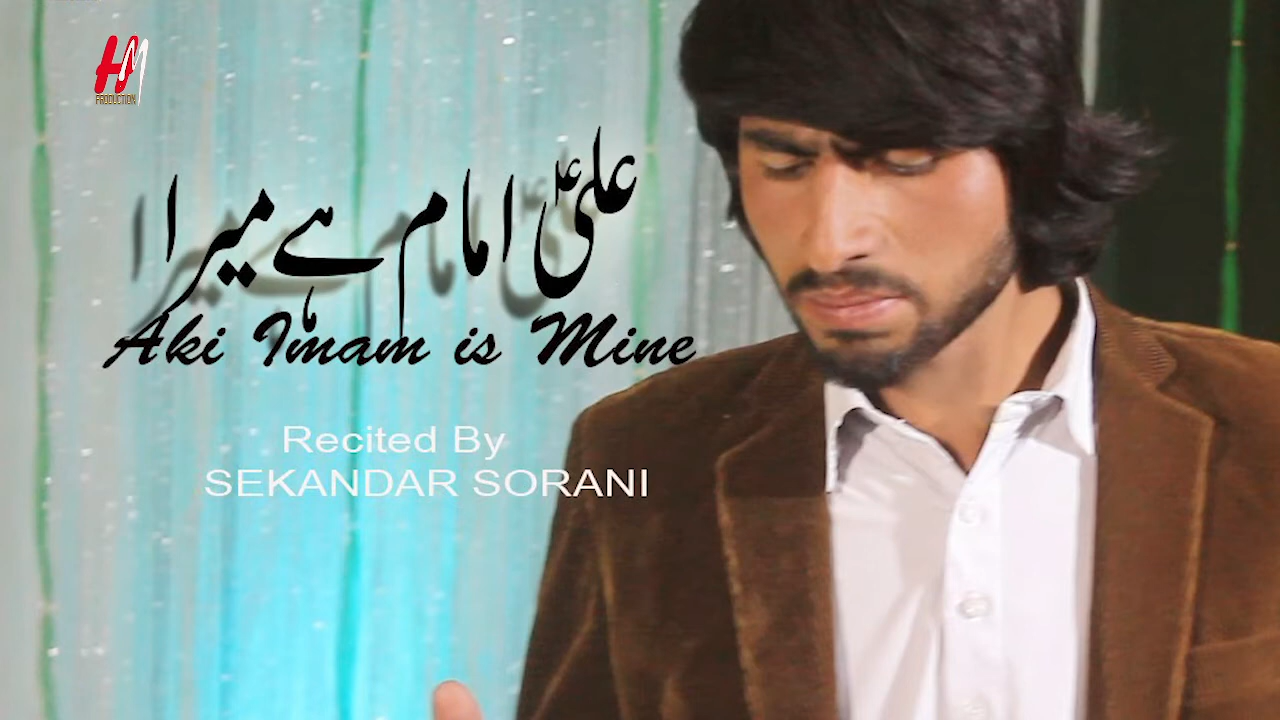 HM
PRODUCTION
علیؑ امام ہے میرا
Aki Imam is Mine
Recited By
SEKANDAR SORANI